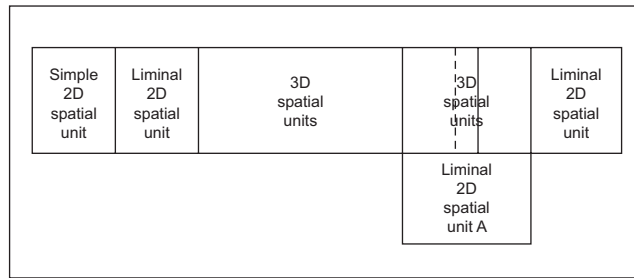 Simple
2D
spatial
unit
Liminal
2D
spatial
unit
3D
spatial
units
3D
spatial
units
Liminal
2D
spatial
unit
Liminal
2D
spatial
unit A